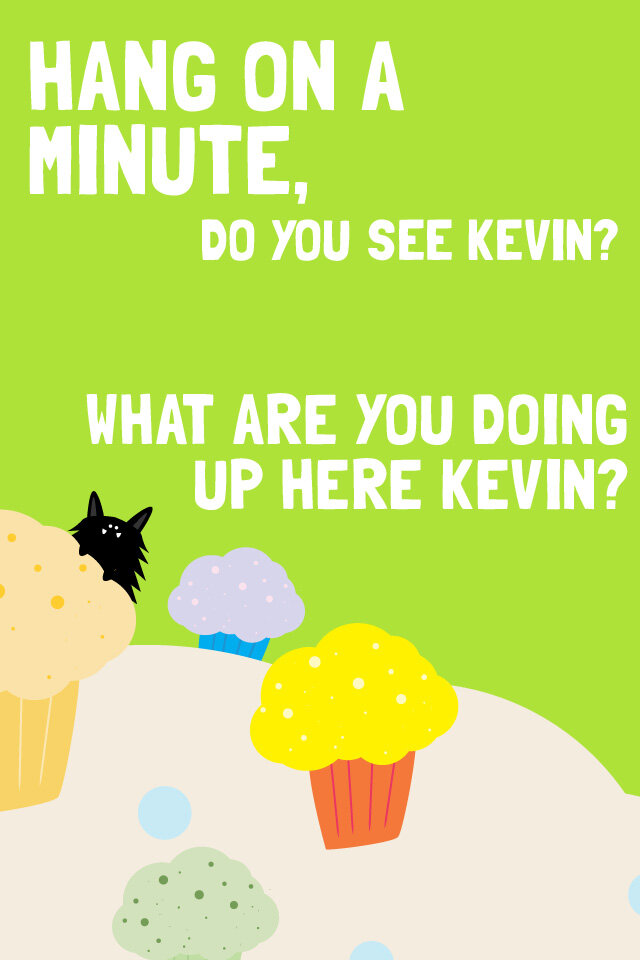 HANG ON A
MINUTE,
DO YOU SEE KEVIN?
WHAT ARE YOU DOING
UP HERE KEVIN?